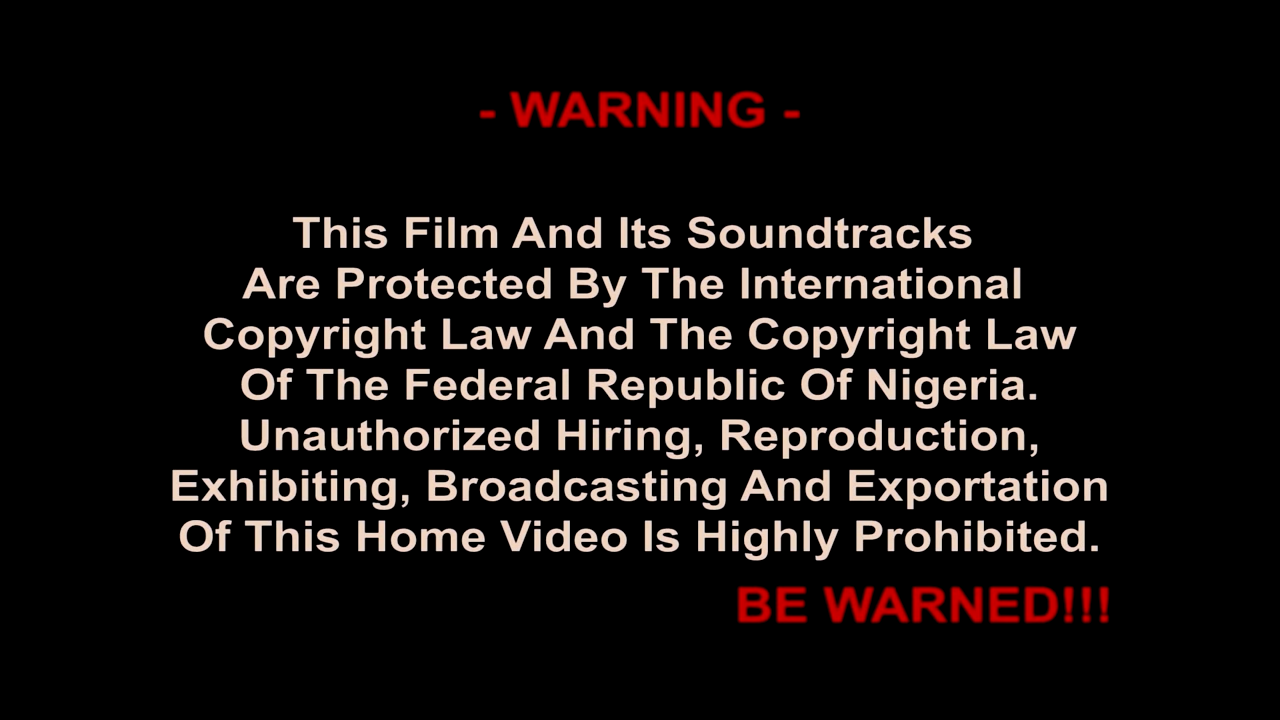 - WARNING -
This Film And Its Soundtracks
Are Protected By The International
Copyright Law And The Copyright Law
Of The Federal Republic Of Nigeria.
Unauthorized Hiring, Reproduction,
Exhibiting, Broadcasting And Exportation
Of This Home Video Is Highly Prohibited.
BE WARNED!!!